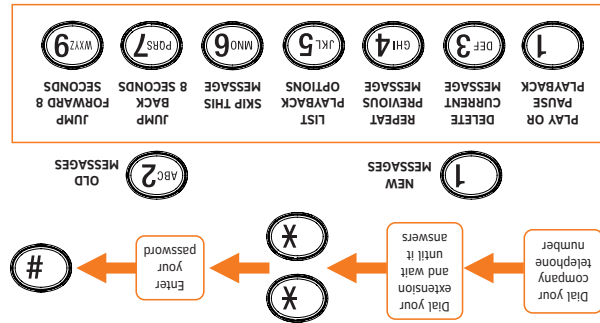 Dial your
company
telephone
number
Dial your
extension
and wait
until it
answers
*
*
Enter
your
password
#
1
NEW
MESSAGES
ABC 2
OLD
MESSAGES
PLAY OR
PAUSE
PLAYBACK
1
DELETE
CURRENT
MESSAGE
DEF 3
REPEAT
PREVIOUS
MESSAGE
GHI 4
LIST
PLAYBACK
OPTIONS
JKL 5
SKIP THIS
MESSAGE
MNO 6
JUMP
BACK
8 SECONDS
PQRS 7
JUMP
FORWARD 8
SECONDS
WXYZ 9